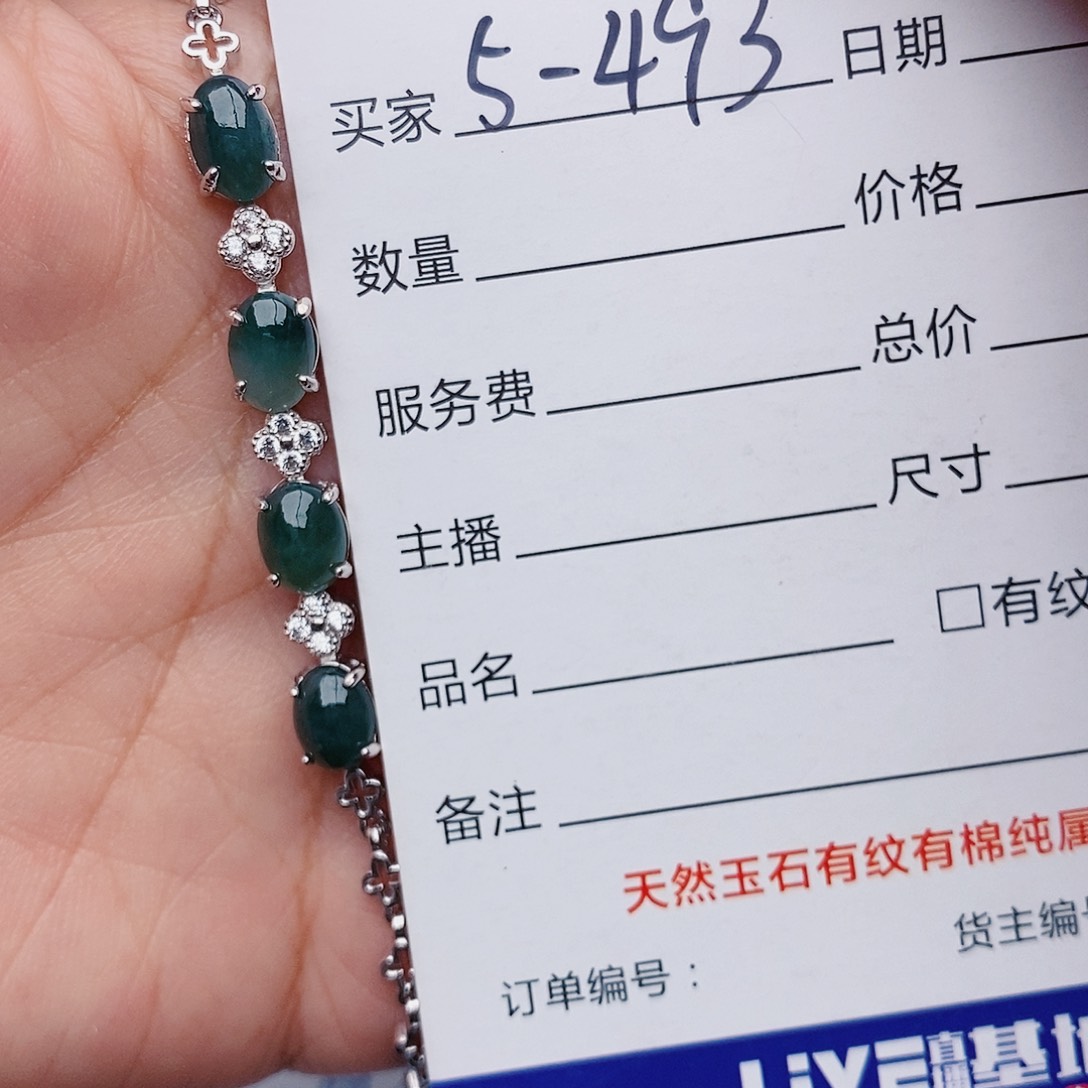 买家 5-493 日期
数量 价格
服务费 总价
主播 尺寸
品名 □有纹
备注
天然玉石有纹有棉纯属
货主编号
订单编号：
基地